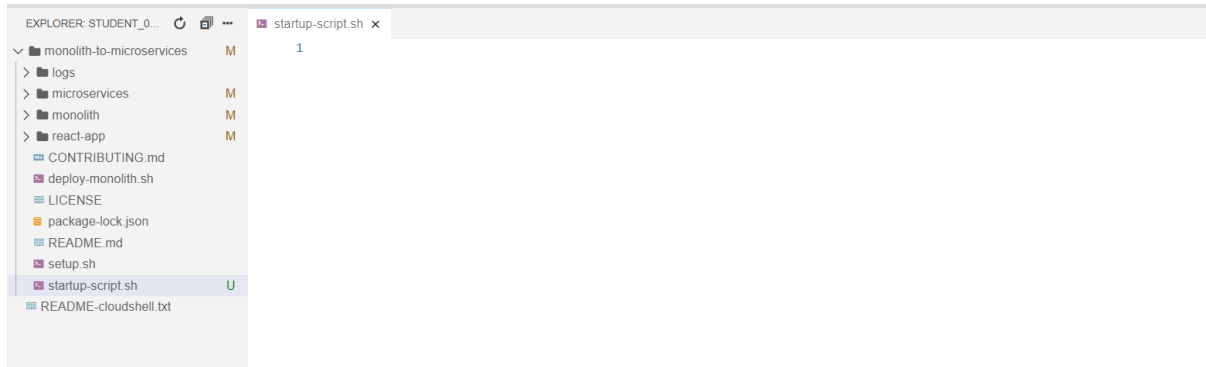 EXPLORER: STUDENT_0...
monolith-to-microservices M
logs
microservices M
monolith M
react-app M
CONTRIBUTING.md
deploy-monolith.sh
LICENSE
package-lock.json
README.md
setup.sh
startup-script.sh U
README-cloudshell.txt
startup-script.sh
1